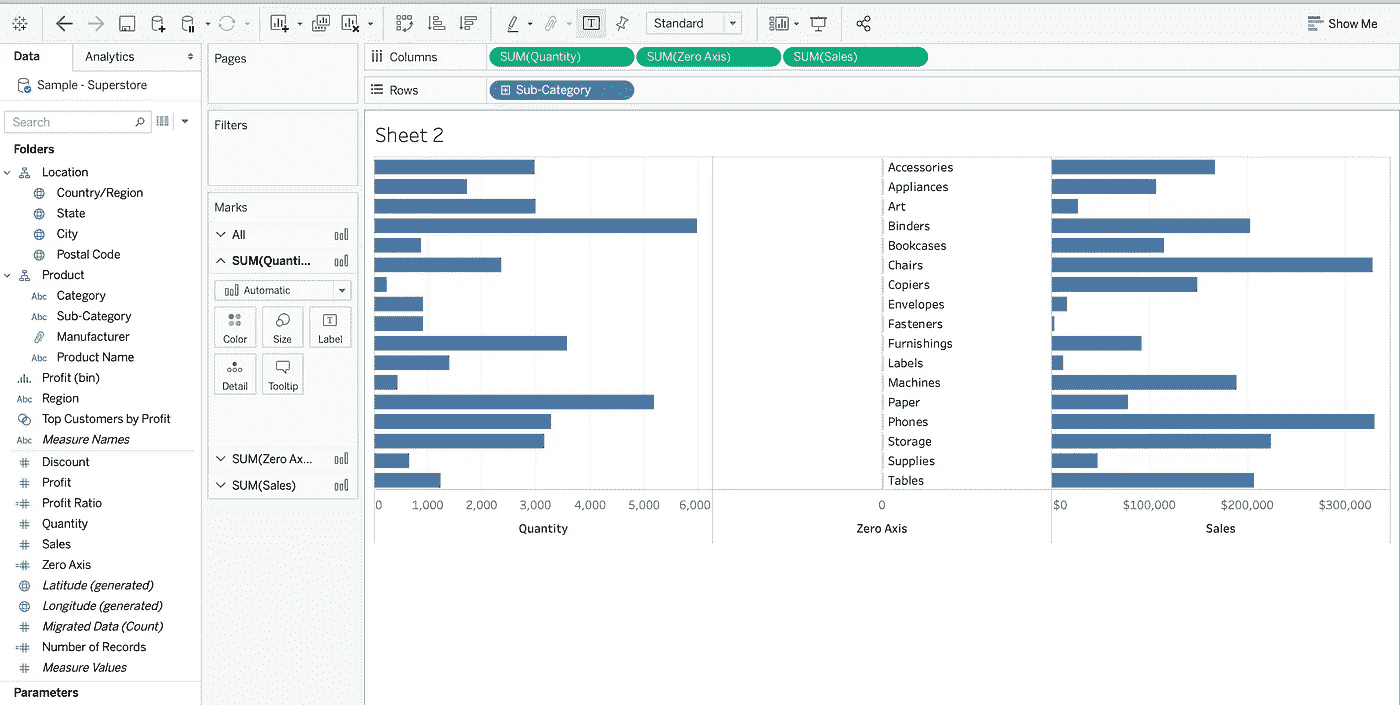 Standard
Show Me
Data
Analytics
Sample - Superstore
Search
Folders
Location
Country/Region
State
City
Postal Code
Product
Abc Category
Abc Sub-Category
Manufacturer
Abc Product Name
Profit (bin)
Abc Region
Top Customers by Profit
Abc Measure Names
# Discount
# Profit
=# Profit Ratio
# Quantity
# Sales
=# Zero Axis
Latitude (generated)
Longitude (generated)
# Migrated Data (Count)
=# Number of Records
# Measure Values
Parameters
Pages
Filters
Marks
All
SUM(Quanti...
Automatic
Color
Size
Label
Detail
Tooltip
SUM(Zero Ax...
SUM(Sales)
Columns
SUM(Quantity)
SUM(Zero Axis)
SUM(Sales)
Rows
Sub-Category
Sheet 2
Accessories
Appliances
Art
Binders
Bookcases
Chairs
Copiers
Envelopes
Fasteners
Furnishings
Labels
Machines
Paper
Phones
Storage
Supplies
Tables
0 1,000 2,000 3,000 4,000 5,000 6,000
Quantity
0
Zero Axis
$0 $100,000 $200,000 $300,000
Sales